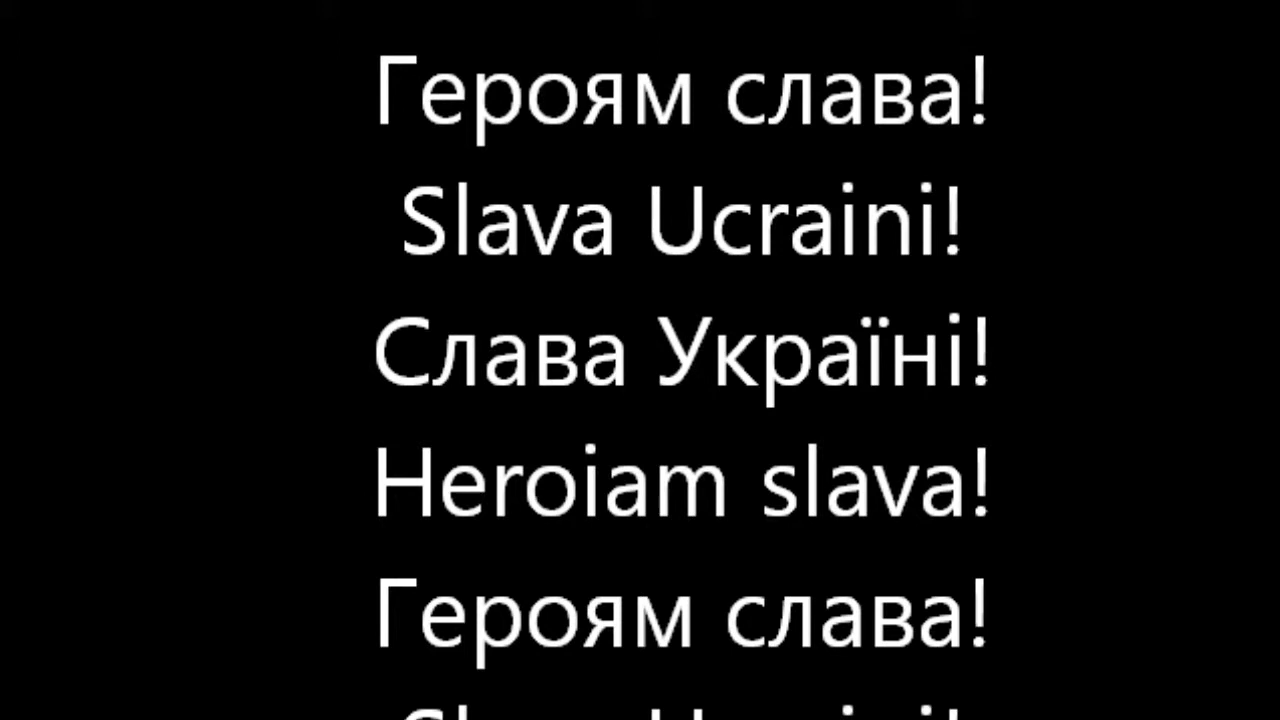 Героям слава!
Slava Ucraini!
Слава Україні!
Heroiam slava!
Героям слава!